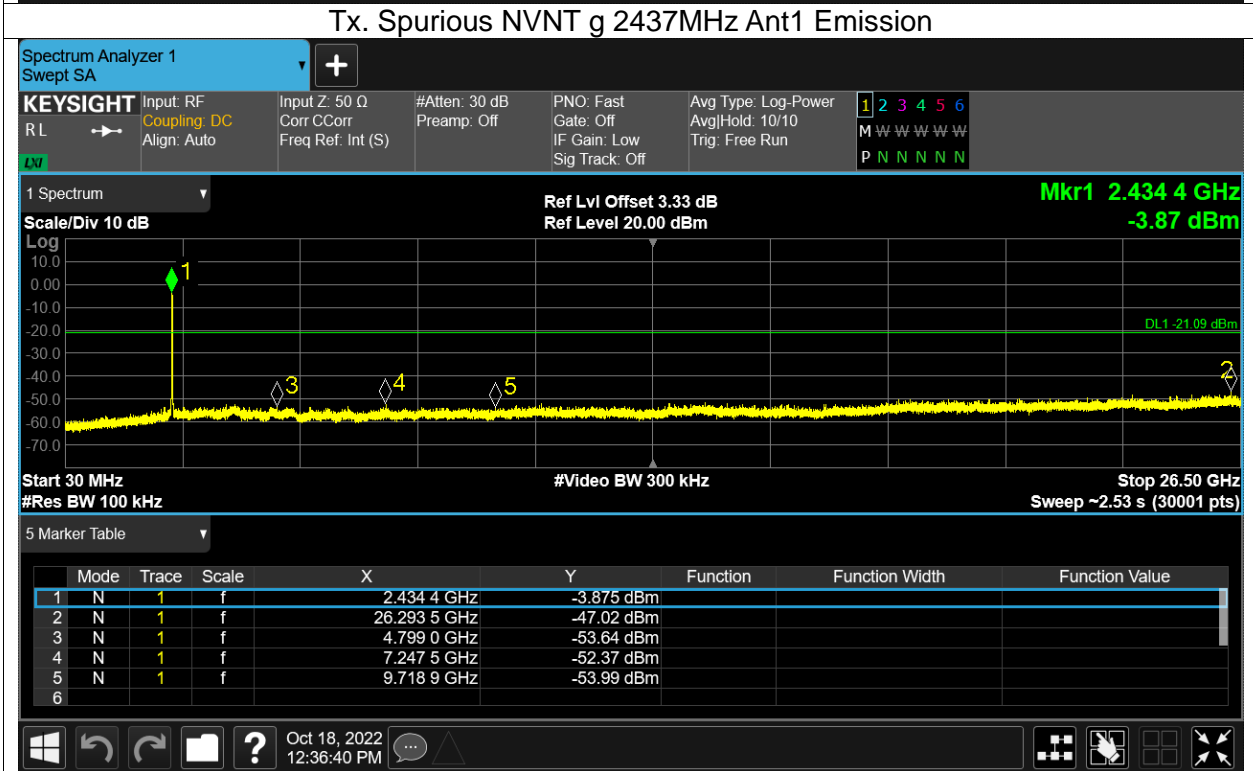 Tx. Spurious NVNT g 2437MHz Ant1 Emission
Spectrum Analyzer 1
Swept SA
KEYSIGHT Input: RF Input Z: 50 Ω #Atten: 30 dB PNO: Fast Avg Type: Log-Power 1 2 3 4 5 6
RL Coupling: DC Corr CCorr Preamp: Off Gate: Off Avg|Hold: 10/10 M W W W W W
Align: Auto Freq Ref: Int (S) IF Gain: Low Trig: Free Run
LXI Sig Track: Off P N N N N N
1 Spectrum Ref Lvl Offset 3.33 dB Mkr1 2.434 4 GHz
Scale/Div 10 dB Ref Level 20.00 dBm -3.87 dBm
Log
10.0
1
0.00
-10.0
-20.0 DL1 -21.09 dBm
-30.0
-40.0 3 4 5 2
-50.0
-60.0
-70.0
Start 30 MHz #Video BW 300 kHz Stop 26.50 GHz
#Res BW 100 kHz Sweep ~2.53 s (30001 pts)
5 Marker Table
Mode Trace Scale X Y Function Function Width Function Value
1 N 1 f 2.434 4 GHz -3.875 dBm
2 N 1 f 26.293 5 GHz -47.02 dBm
3 N 1 f 4.799 0 GHz -53.64 dBm
4 N 1 f 7.247 5 GHz -52.37 dBm
5 N 1 f 9.718 9 GHz -53.99 dBm
6
? Oct 18, 2022
12:36:40 PM